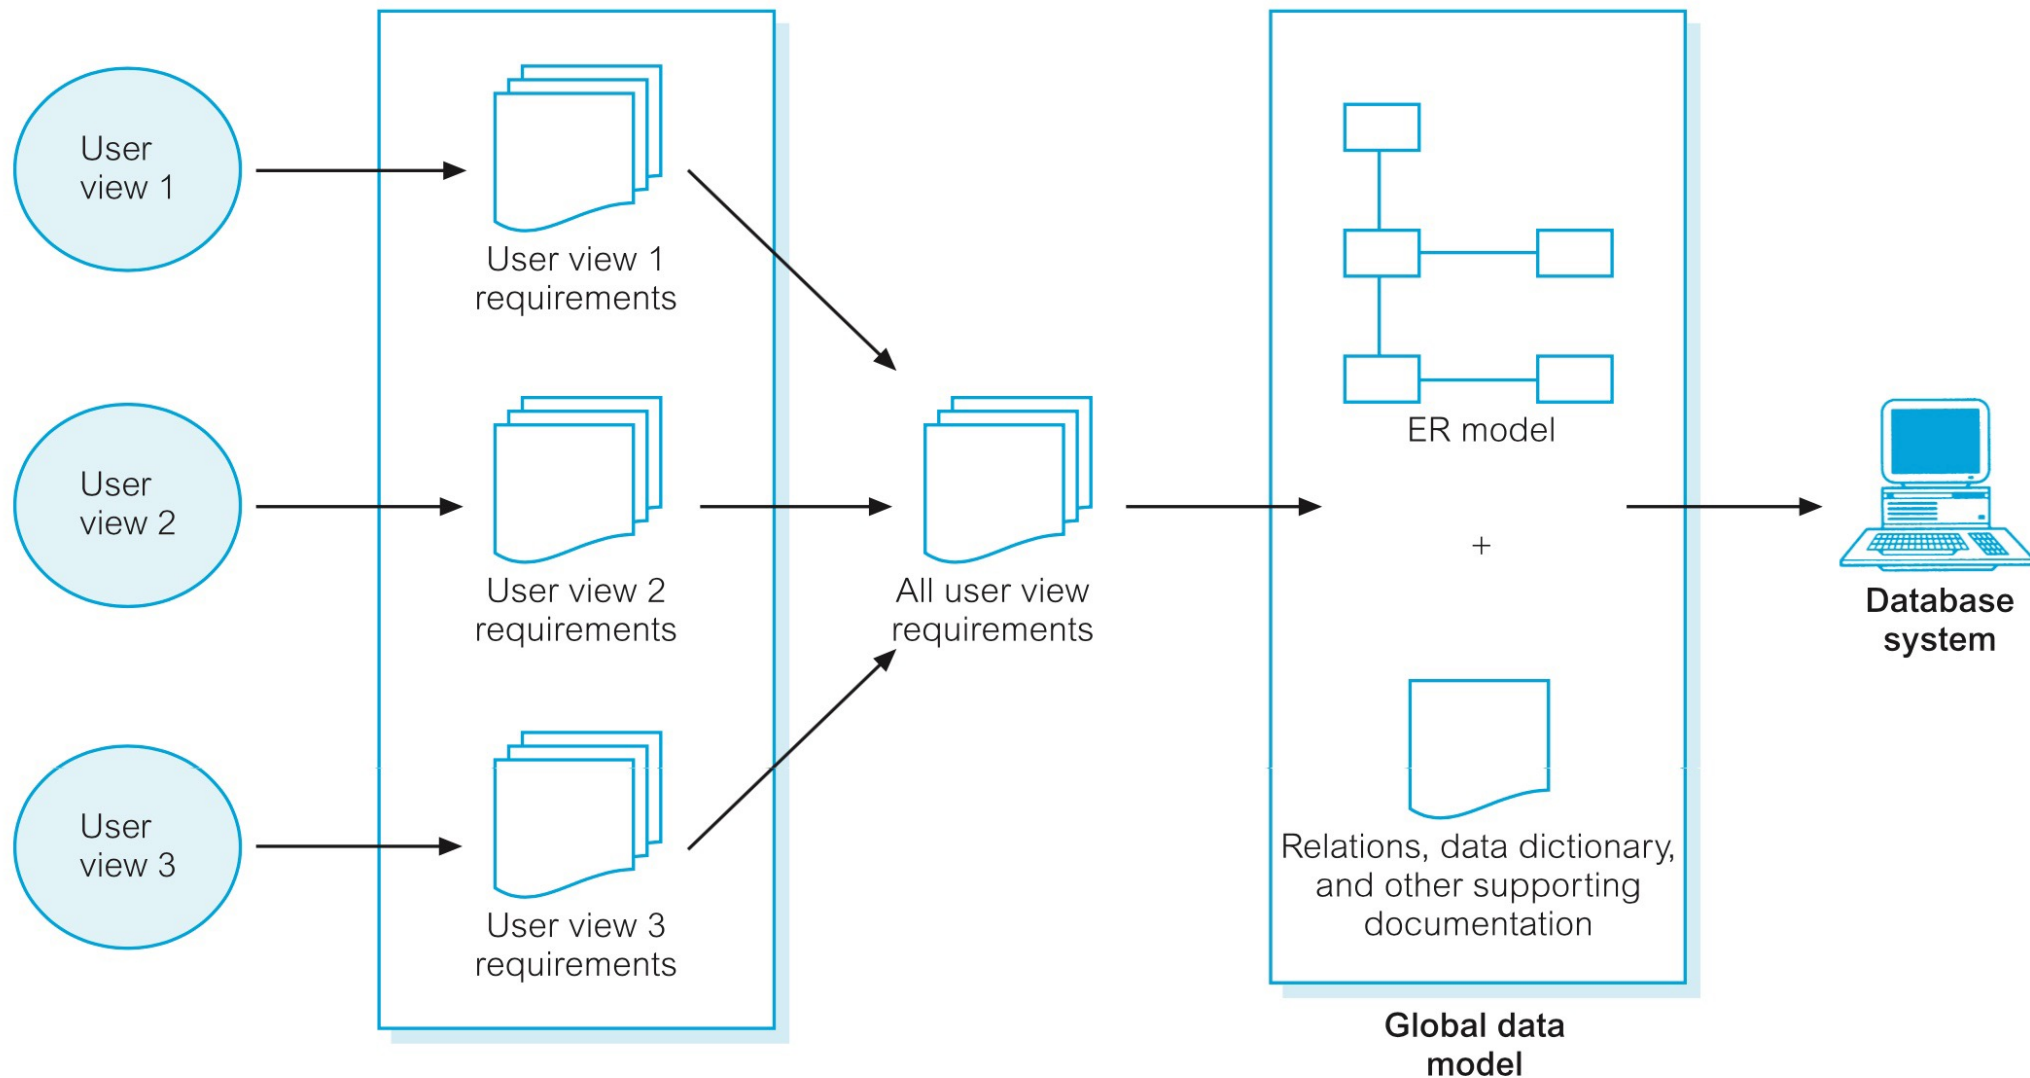 User
view 1
User view 1
requirements
User
view 2
User view 2
requirements
User
view 3
User view 3
requirements
All user view
requirements
ER model
+
Relations, data dictionary,
and other supporting
documentation
Global data
model
Database
system